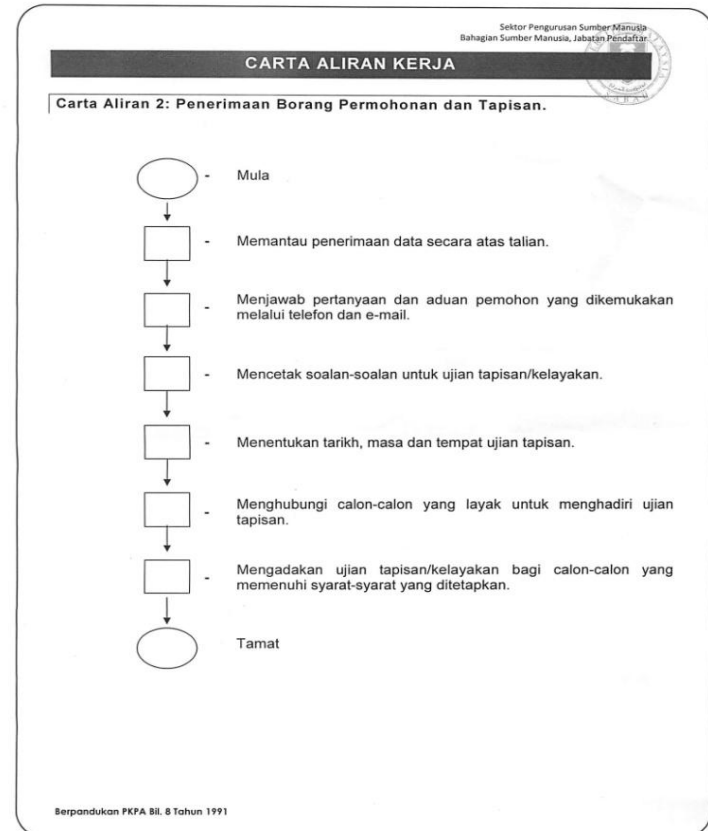 Sektor Pengurusan Sumber Manusia
Bahagian Sumber Manusia, Jabatan Pendaftar
CARTA ALIRAN KERJA
Carta Aliran 2: Penerimaan Borang Permohonan dan Tapisan.
- Mula
- Memantau penerimaan data secara atas talian.
- Menjawab pertanyaan dan aduan pemohon yang dikemukakan
melalui telefon dan e-mail.
- Mencetak soalan-soalan untuk ujian tapisan/kelayakan.
- Menentukan tarikh, masa dan tempat ujian tapisan.
- Menghubungi calon-calon yang layak untuk menghadiri ujian
tapisan.
- Mengadakan ujian tapisan/kelayakan bagi calon-calon yang
memenuhi syarat-syarat yang ditetapkan.
Tamat
Berpandukan PKPA Bil. 8 Tahun 1991